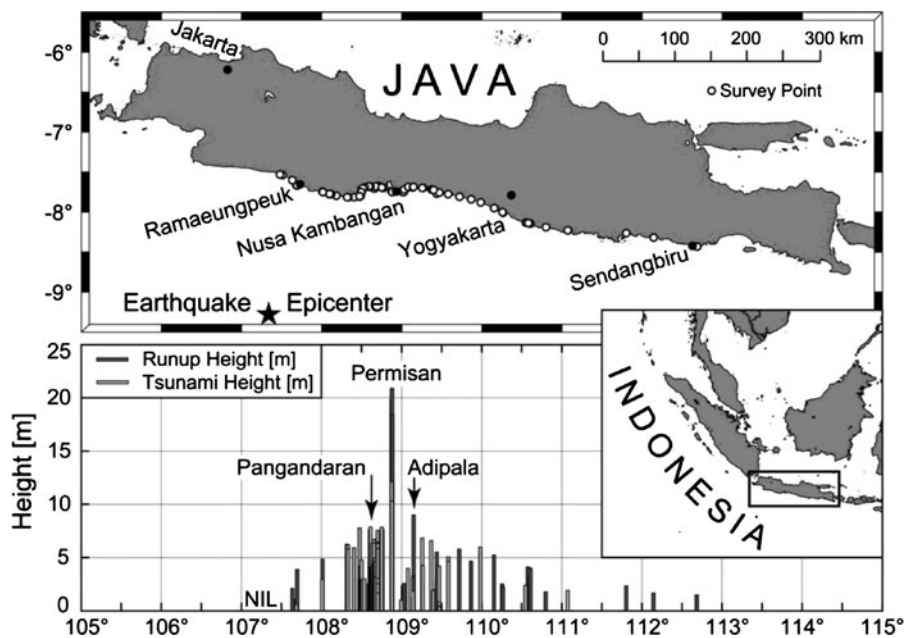 -6°
-7°
-8°
-9°
Jakarta
JAVA
0 100 200 300 km
Survey Point
Ramaeungpeuk
Nusa Kambangan
Yogyakarta
Sendangbiru
Earthquake Epicenter
INDONESIA
Height [m]
25
20
15
10
5
0
Runup Height [m]
Tsunami Height [m]
Permisan
Pangandaran
Adipala
NIL
105° 106° 107° 108° 109° 110° 111° 112° 113° 114° 115°